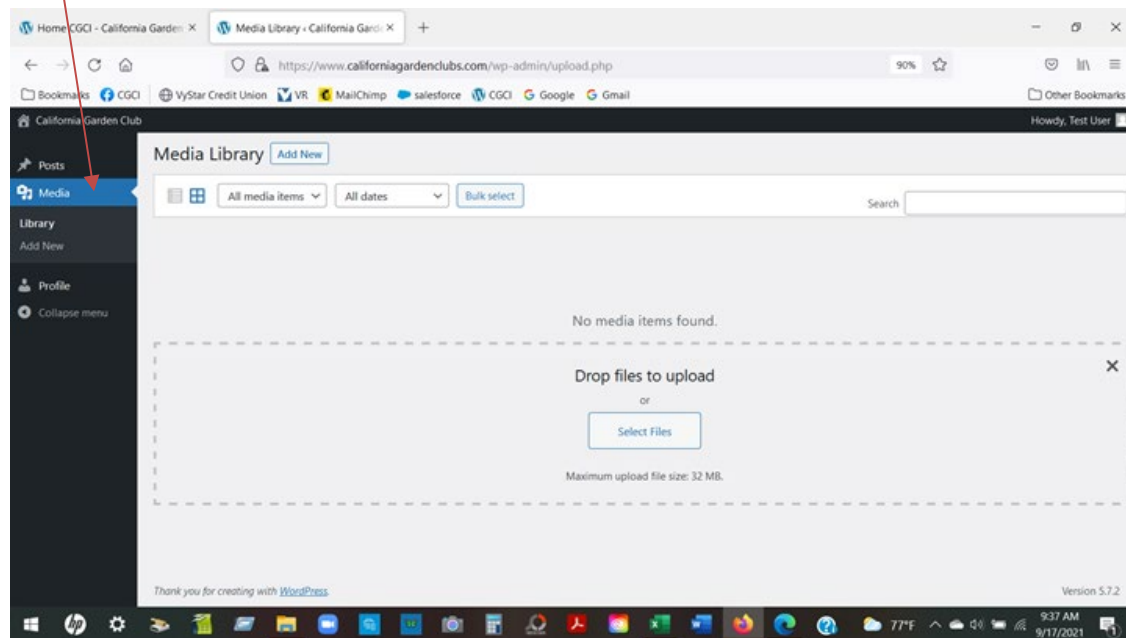 Home CGCI - California Garden
Media Library ‹ California Gard
https://www.californiagardenclubs.com/wp-admin/upload.php
90%
Bookmarks
CGCI
VyStar Credit Union
VR
MailChimp
salesforce
CGCI
Google
Gmail
Other Bookmarks
California Garden Club
Howdy, Test User
Posts
Media Library
Add New
Media
All media items
All dates
Bulk select
Search
Library
Add New
Profile
Collapse menu
No media items found.
Drop files to upload
or
Select Files
Maximum upload file size: 32 MB.
Thank you for creating with WordPress.
Version 5.7.2
77°F
9:37 AM
9/17/2021